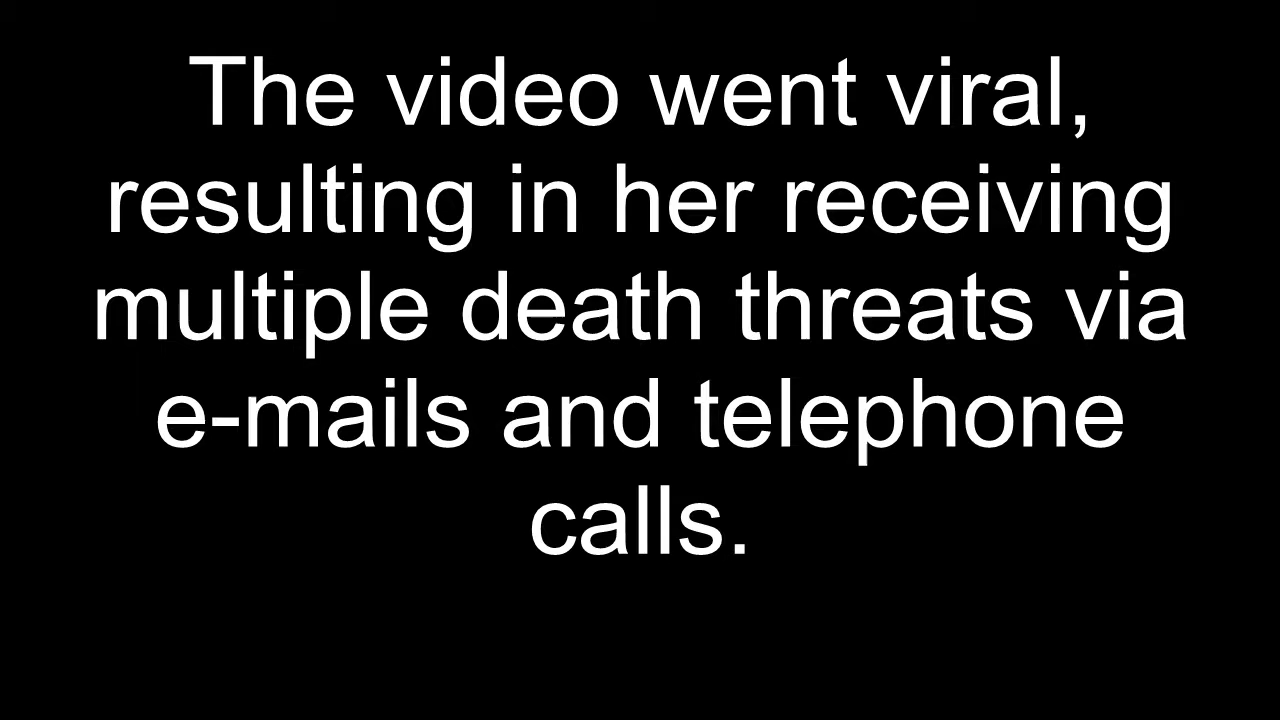 The video went viral,
resulting in her receiving
multiple death threats via
e-mails and telephone
calls.